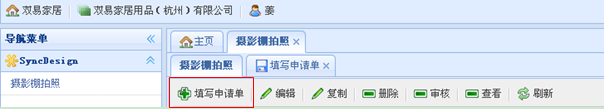 双易家居 双易家居用品（杭州）有限公司 姜
导航菜单
主页 摄影棚拍照
SyncDesign
摄影棚拍照 填写申请单
摄影棚拍照
填写申请单 编辑 复制 删除 审核 查看 刷新